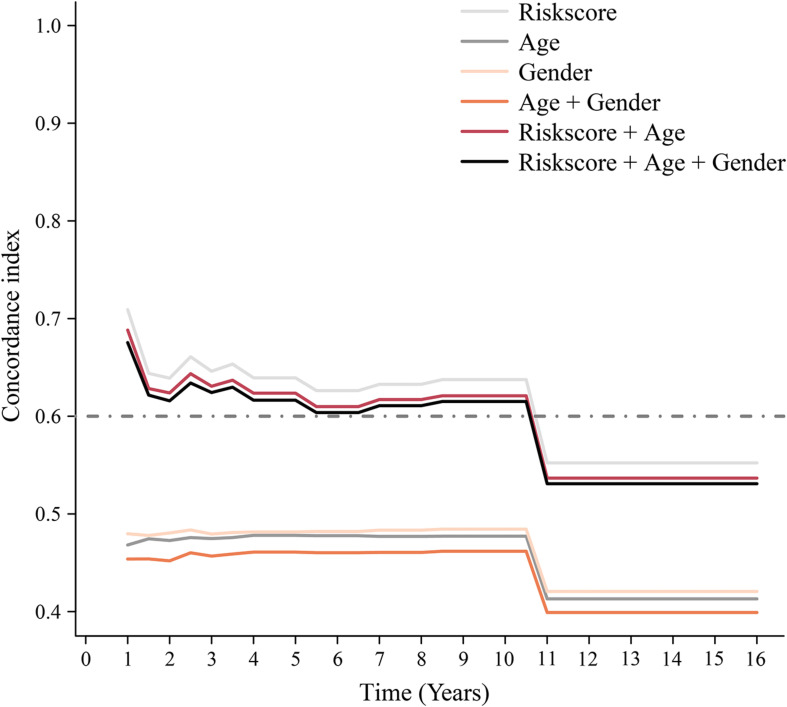 Riskscore
Age
Gender
Age + Gender
Riskscore + Age
Riskscore + Age + Gender
Concordance index
1.0
0.9
0.8
0.7
0.6
0.5
0.4
0 1 2 3 4 5 6 7 8 9 10 11 12 13 14 15 16
Time (Years)